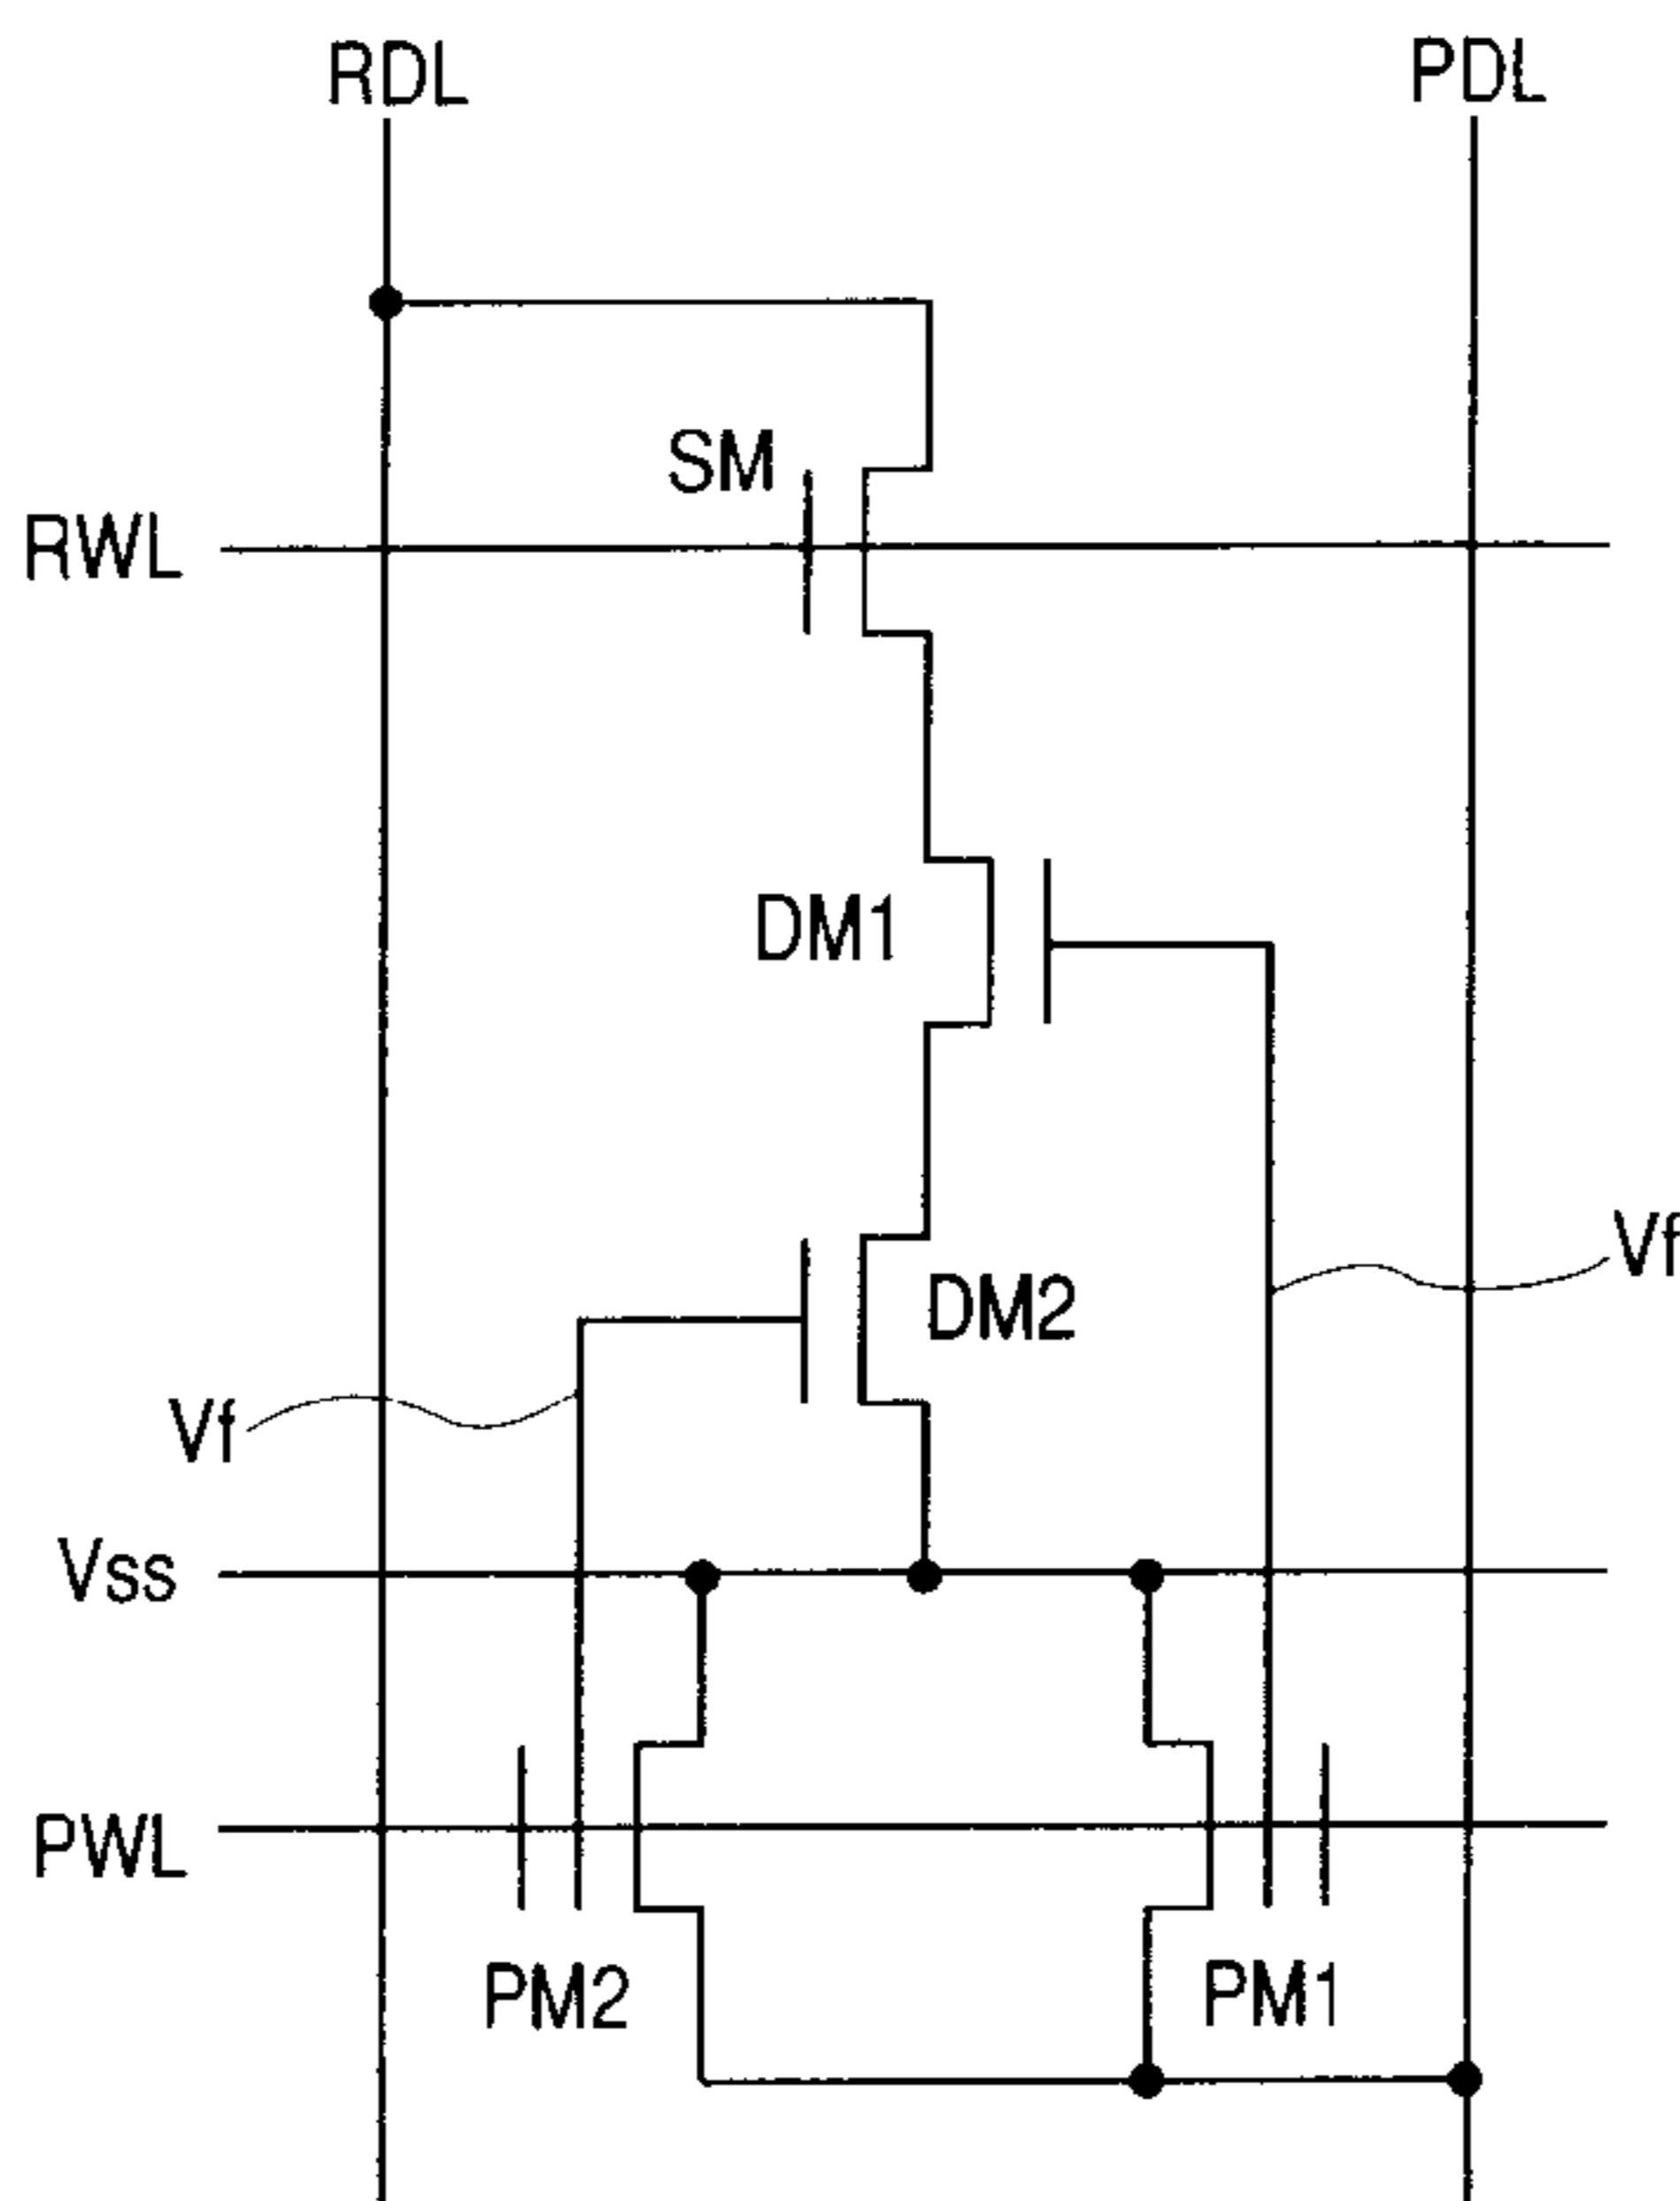 RDL
PDL
SM
RWL
DM1
Vf
DM2
Vf
Vss
PWL
PM2
PM1